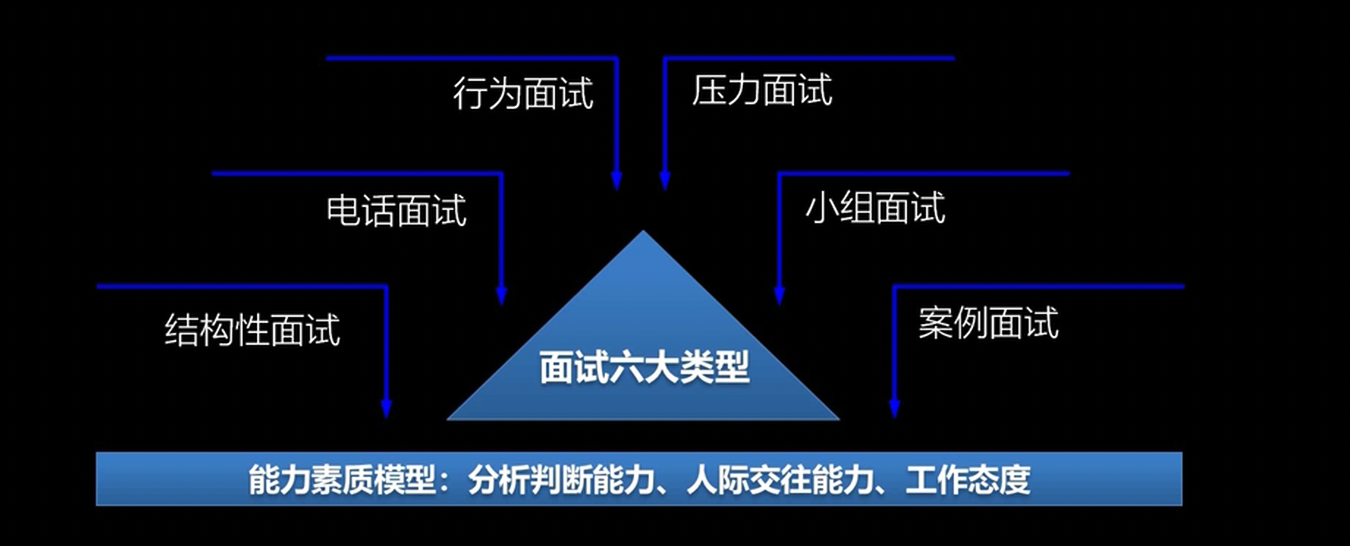 行为面试
压力面试
电话面试
小组面试
结构性面试
案例面试
面试六大类型
能力素质模型：分析判断能力、人际交往能力、工作态度